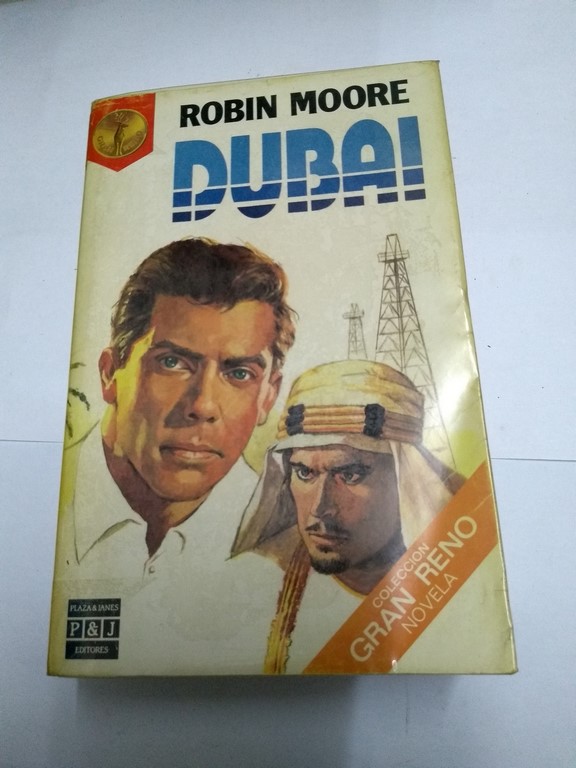 ROBIN MOORE
DUBAI
COLECCION
GRAN RENO
NOVELA
PLAZA & JANES
P & J
EDITORES